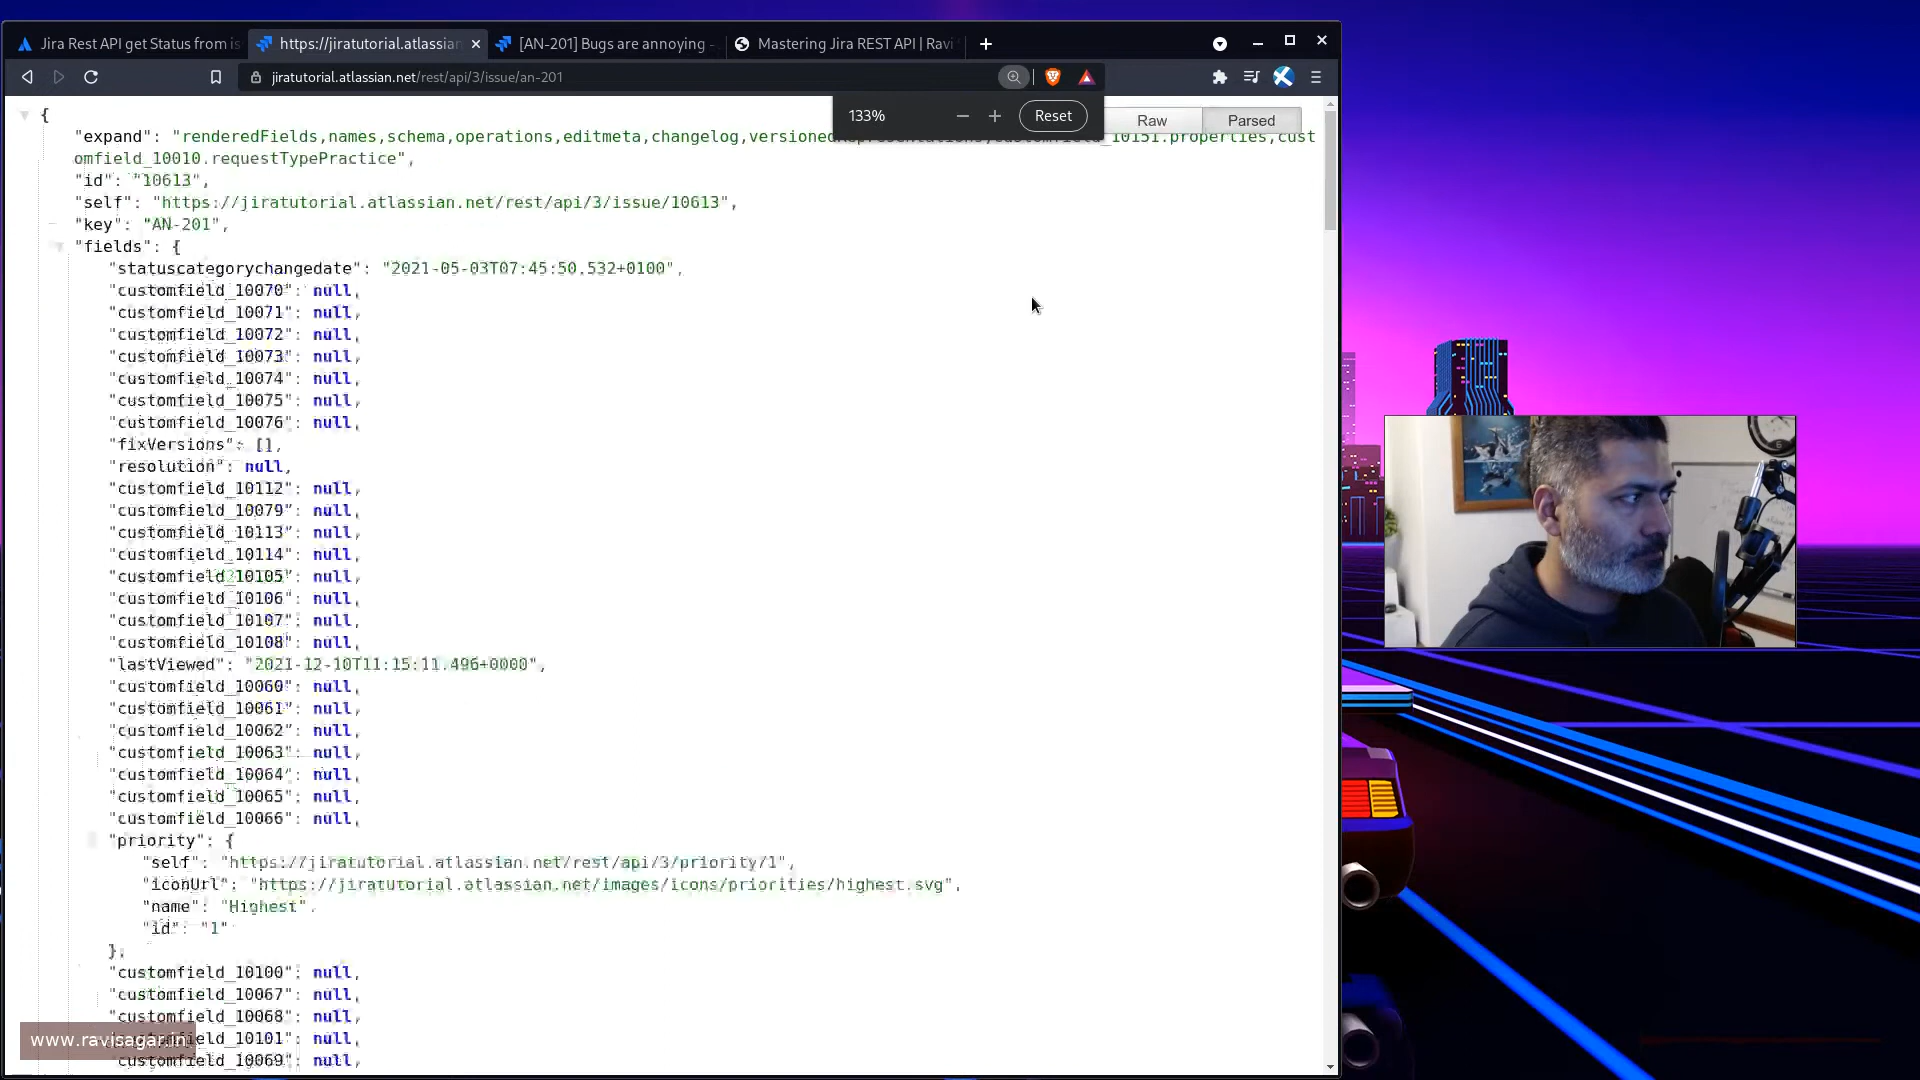 Jira Rest API get Status from is
https://jiratutorial.atlassian
[AN-201] Bugs are annoying -
Mastering Jira REST API | Ravi
jiratutorial.atlassian.net/rest/api/3/issue/an-201
133%
Reset
Raw
Parsed
{
"expand": "renderedFields,names,schema,operations,editmeta,changelog,versionedRepresentations,customfield_10151.properties,cust
omfield_10010.requestTypePractice",
"id": "10613",
"self": "https://jiratutorial.atlassian.net/rest/api/3/issue/10613",
"key": "AN-201",
"fields": {
"statuscategorychangedate": "2021-05-03T07:45:50.532+0100",
"customfield_10070": null,
"customfield_10071": null,
"customfield_10072": null,
"customfield_10073": null,
"customfield_10074": null,
"customfield_10075": null,
"customfield_10076": null,
"fixVersions": [],
"resolution": null,
"customfield_10112": null,
"customfield_10079": null,
"customfield_10113": null,
"customfield_10114": null,
"customfield_10105": null,
"customfield_10106": null,
"customfield_10107": null,
"customfield_10108": null,
"lastViewed": "2021-12-10T11:15:11.496+0000",
"customfield_10060": null,
"customfield_10061": null,
"customfield_10062": null,
"customfield_10063": null,
"customfield_10064": null,
"customfield_10065": null,
"customfield_10066": null,
"priority": {
"self": "https://jiratutorial.atlassian.net/rest/api/3/priority/1",
"iconUrl": "https://jiratutorial.atlassian.net/images/icons/priorities/highest.svg",
"name": "Highest",
"id": "1"
},
"customfield_10100": null,
"customfield_10067": null,
"customfield_10068": null,
"customfield_10101": null,
"customfield_10069": null,
www.ravisagar.in